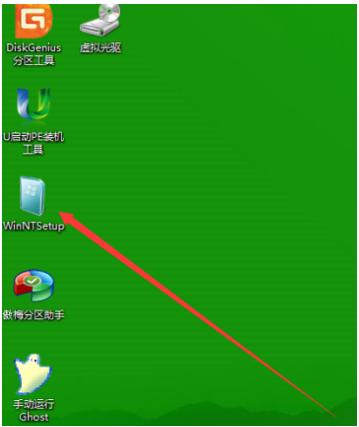 DiskGenius
分区工具
虚拟光驱
U启动PE装机
工具
WinNTSetup
傲梅分区助手
手动运行
Ghost